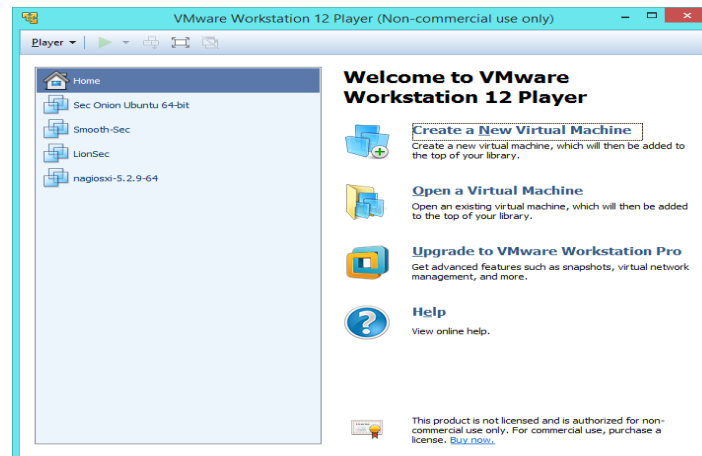 VMware Workstation 12 Player (Non-commercial use only)
Player
Home
Sec Onion Ubuntu 64-bit
Smooth-Sec
LionSec
nagiosxi-5.2.9-64
Welcome to VMware
Workstation 12 Player
Create a New Virtual Machine
Create a new virtual machine, which will then be added to
the top of your library.
Open a Virtual Machine
Open an existing virtual machine, which will then be added
to the top of your library.
Upgrade to VMware Workstation Pro
Get advanced features such as snapshots, virtual network
management, and more.
Help
View online help.
This product is not licensed and is authorized for non-
commercial use only. For commercial use, purchase a
license. Buy now.